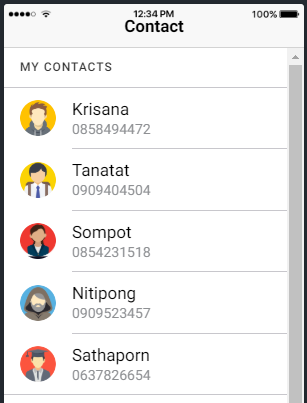 12:34 PM
100%
Contact
MY CONTACTS
Krisana
0858494472
Tanatat
0909404504
Sompot
0854231518
Nitipong
0909523457
Sathaporn
0637826654